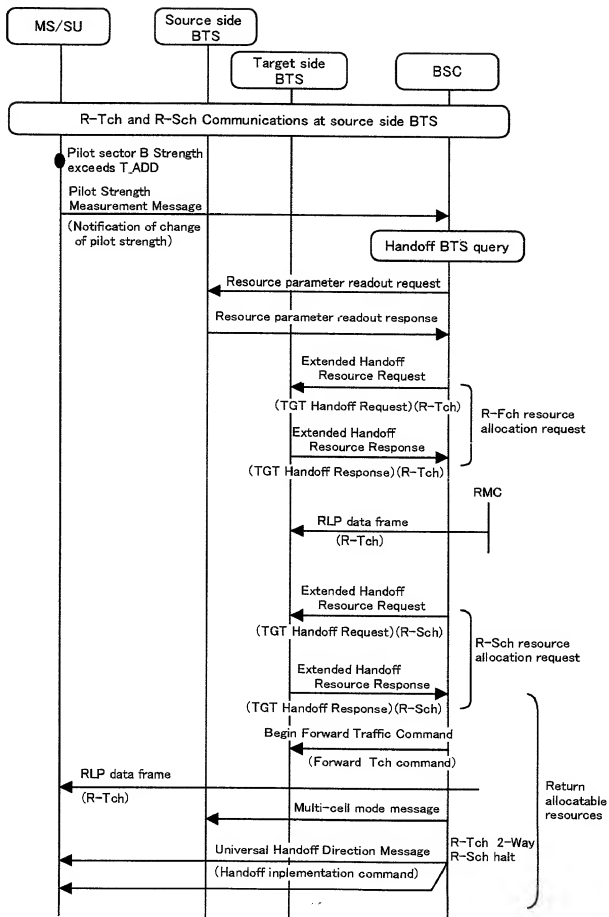 MS/SU
Source side
BTS
Target side
BTS
BSC
R-Tch and R-Sch Communications at source side BTS
Pilot sector B Strength
exceeds T_ADD
Pilot Strength
Measurement Message
(Notification of change
of pilot strength)
Handoff BTS query
Resource parameter readout request
Resource parameter readout response
Extended Handoff
Resource Request
(TGT Handoff Request)(R-Tch)
R-Fch resource
allocation request
Extended Handoff
Resource Response
(TGT Handoff Response)(R-Tch)
RMC
RLP data frame
(R-Tch)
Extended Handoff
Resource Request
(TGT Handoff Request)(R-Sch)
R-Sch resource
allocation request
Extended Handoff
Resource Response
(TGT Handoff Response)(R-Sch)
Begin Forward Traffic Command
(Forward Tch command)
RLP data frame
(R-Tch)
Return
allocatable
resources
Multi-cell mode message
R-Tch 2-Way
R-Sch halt
Universal Handoff Direction Message
(Handoff inplementation command)